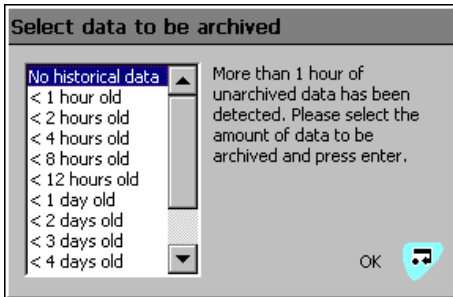 Select data to be archived
No historical data
< 1 hour old
< 2 hours old
< 4 hours old
< 8 hours old
< 12 hours old
< 1 day old
< 2 days old
< 3 days old
< 4 days old
More than 1 hour of
unarchived data has been
detected. Please select the
amount of data to be
archived and press enter.
OK